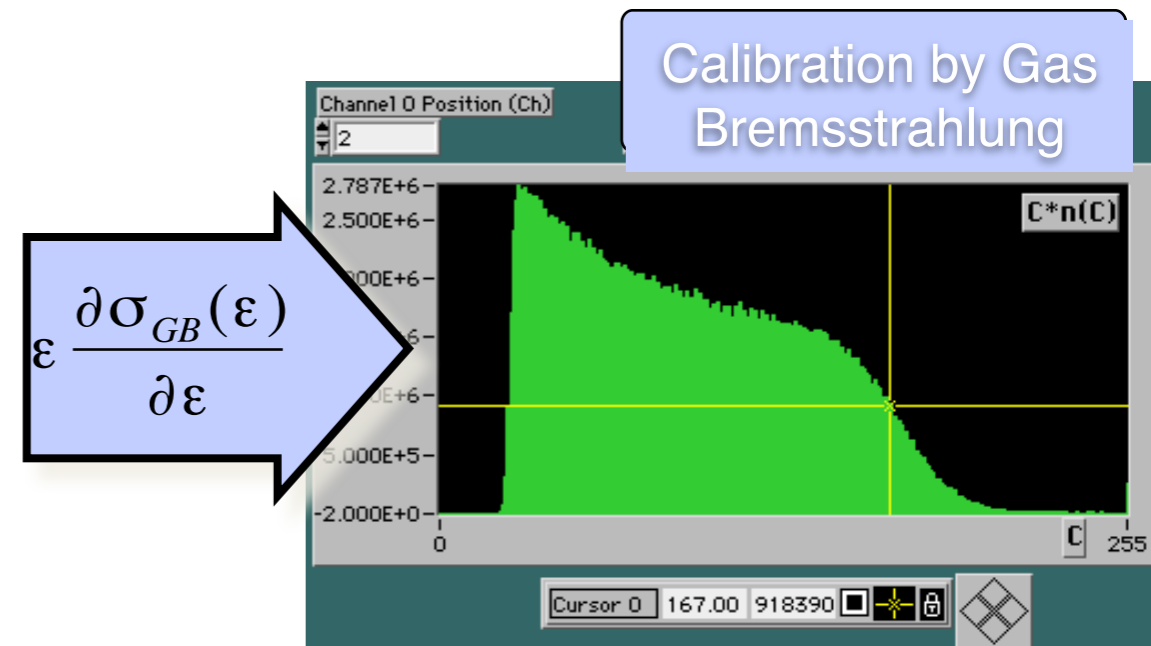 Calibration by Gas
Bremsstrahlung
Channel 0 Position (Ch)
2
2.787E+6
2.500E+6
C*n(C)
ε ∂σ_GB(ε) / ∂ε
5.000E+5
-2.000E+0
0
C
255
Cursor 0 167.00 918390